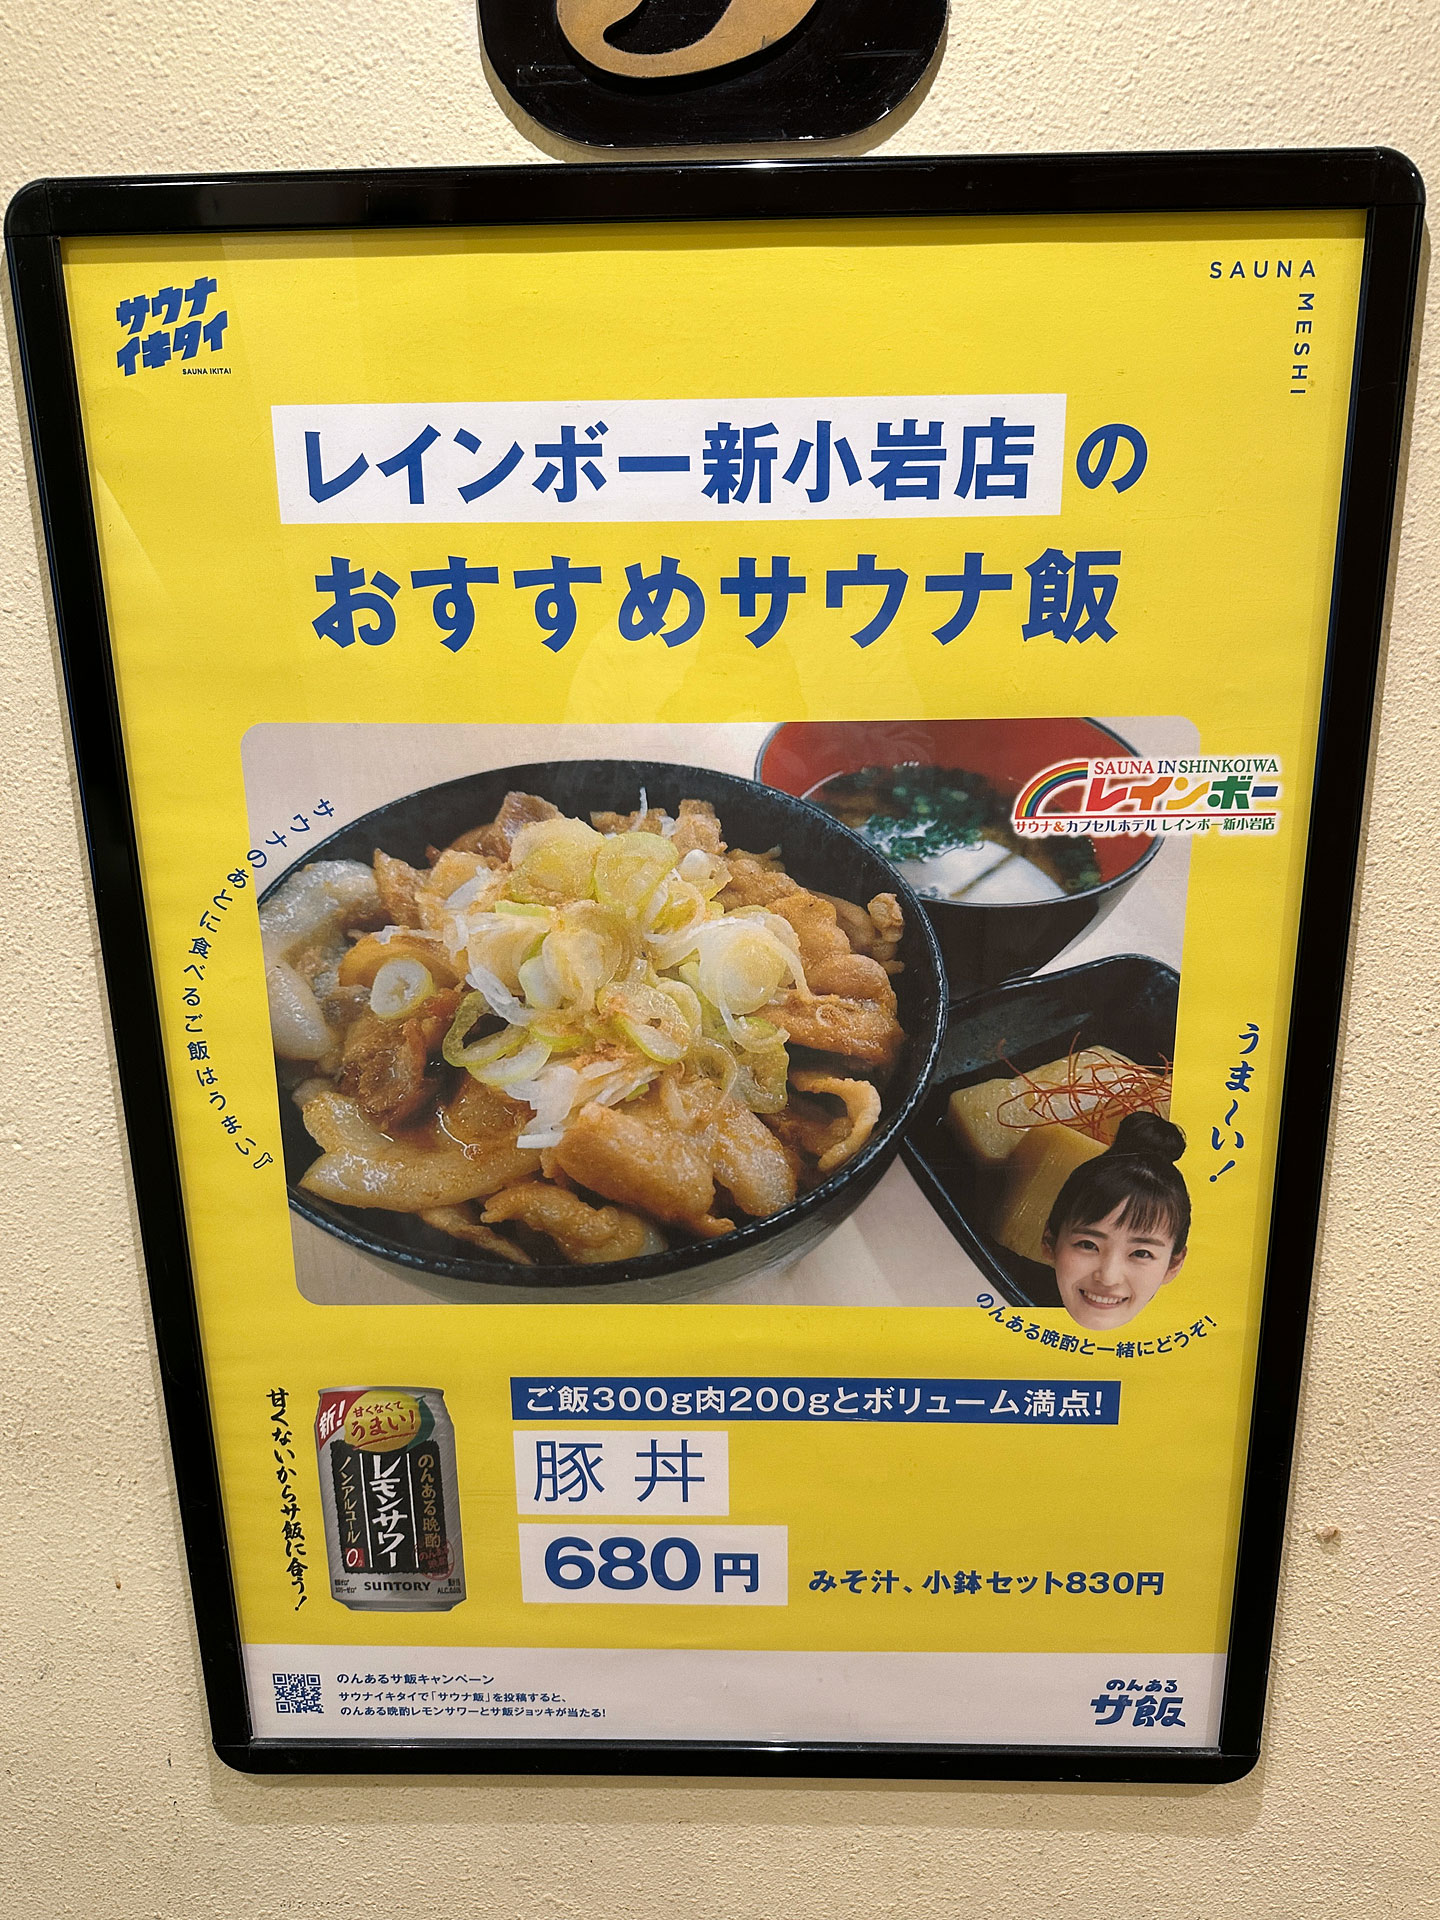 サウナ
イキタイ
SAUNA IKITAI
SAUNA
MESHI
レインボー新小岩店の
おすすめサウナ飯
SAUNA IN SHINKOIWA
レインボー
サウナ&カプセルホテル レインボー新小岩店
サウナのあとに食べるご飯はうまい
うま〜い!
のんある晩酌と一緒にどうぞ!
甘くないからサ飯に合う!
新!
甘くなくて
うまい!
のんある晩酌
レモンサワー
ノンアルコール
0
SUNTORY
ALC.0.00%
ご飯300g肉200gとボリューム満点!
豚丼
680円
みそ汁、小鉢セット830円
のんあるサ飯キャンペーン
サウナイキタイで「サウナ飯」を投稿すると、
のんある晩酌レモンサワーとサ飯ジョッキが当たる!
のんある
サ飯